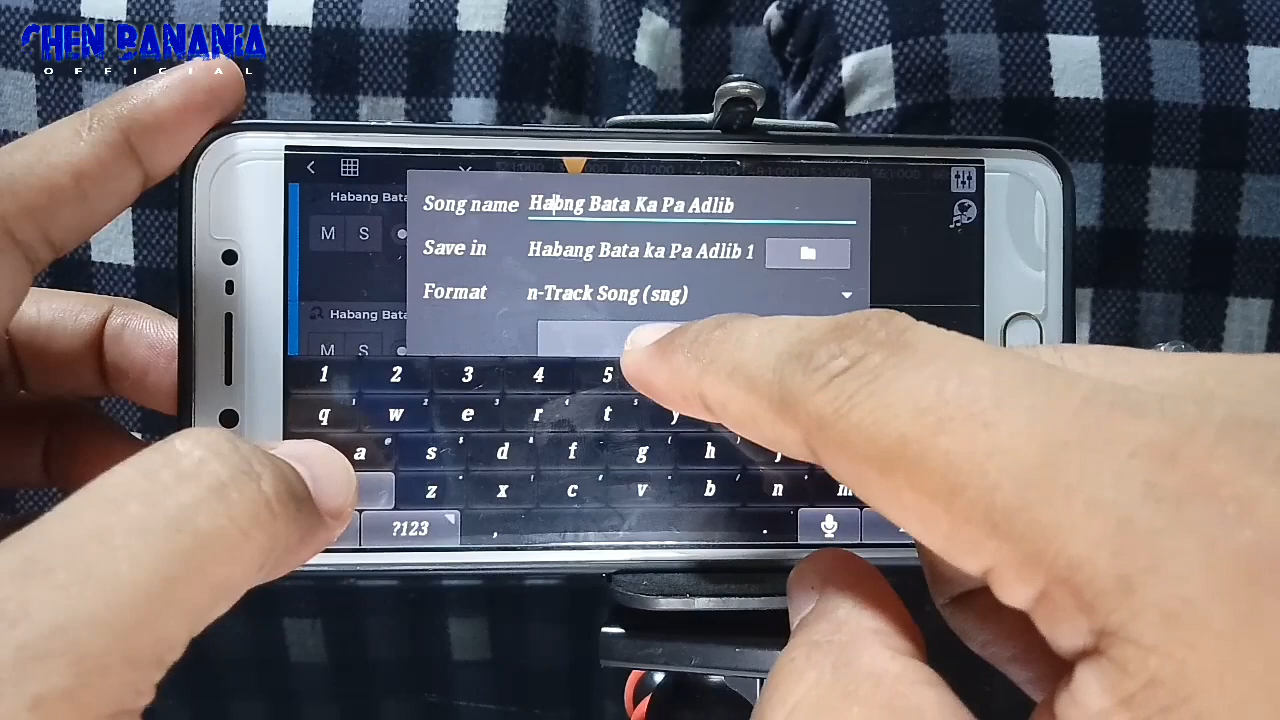 CHEN BANANIA
OFFICIAL
Habang Bata
M S
Song name Habng Bata Ka Pa Adlib
Save in Habang Bata ka Pa Adlib 1
Format n-Track Song (sng)
Habang Bata
M S
1 2 3 4 5
q w e r t y
a s d f g h j
z x c v b n m
?123 , .